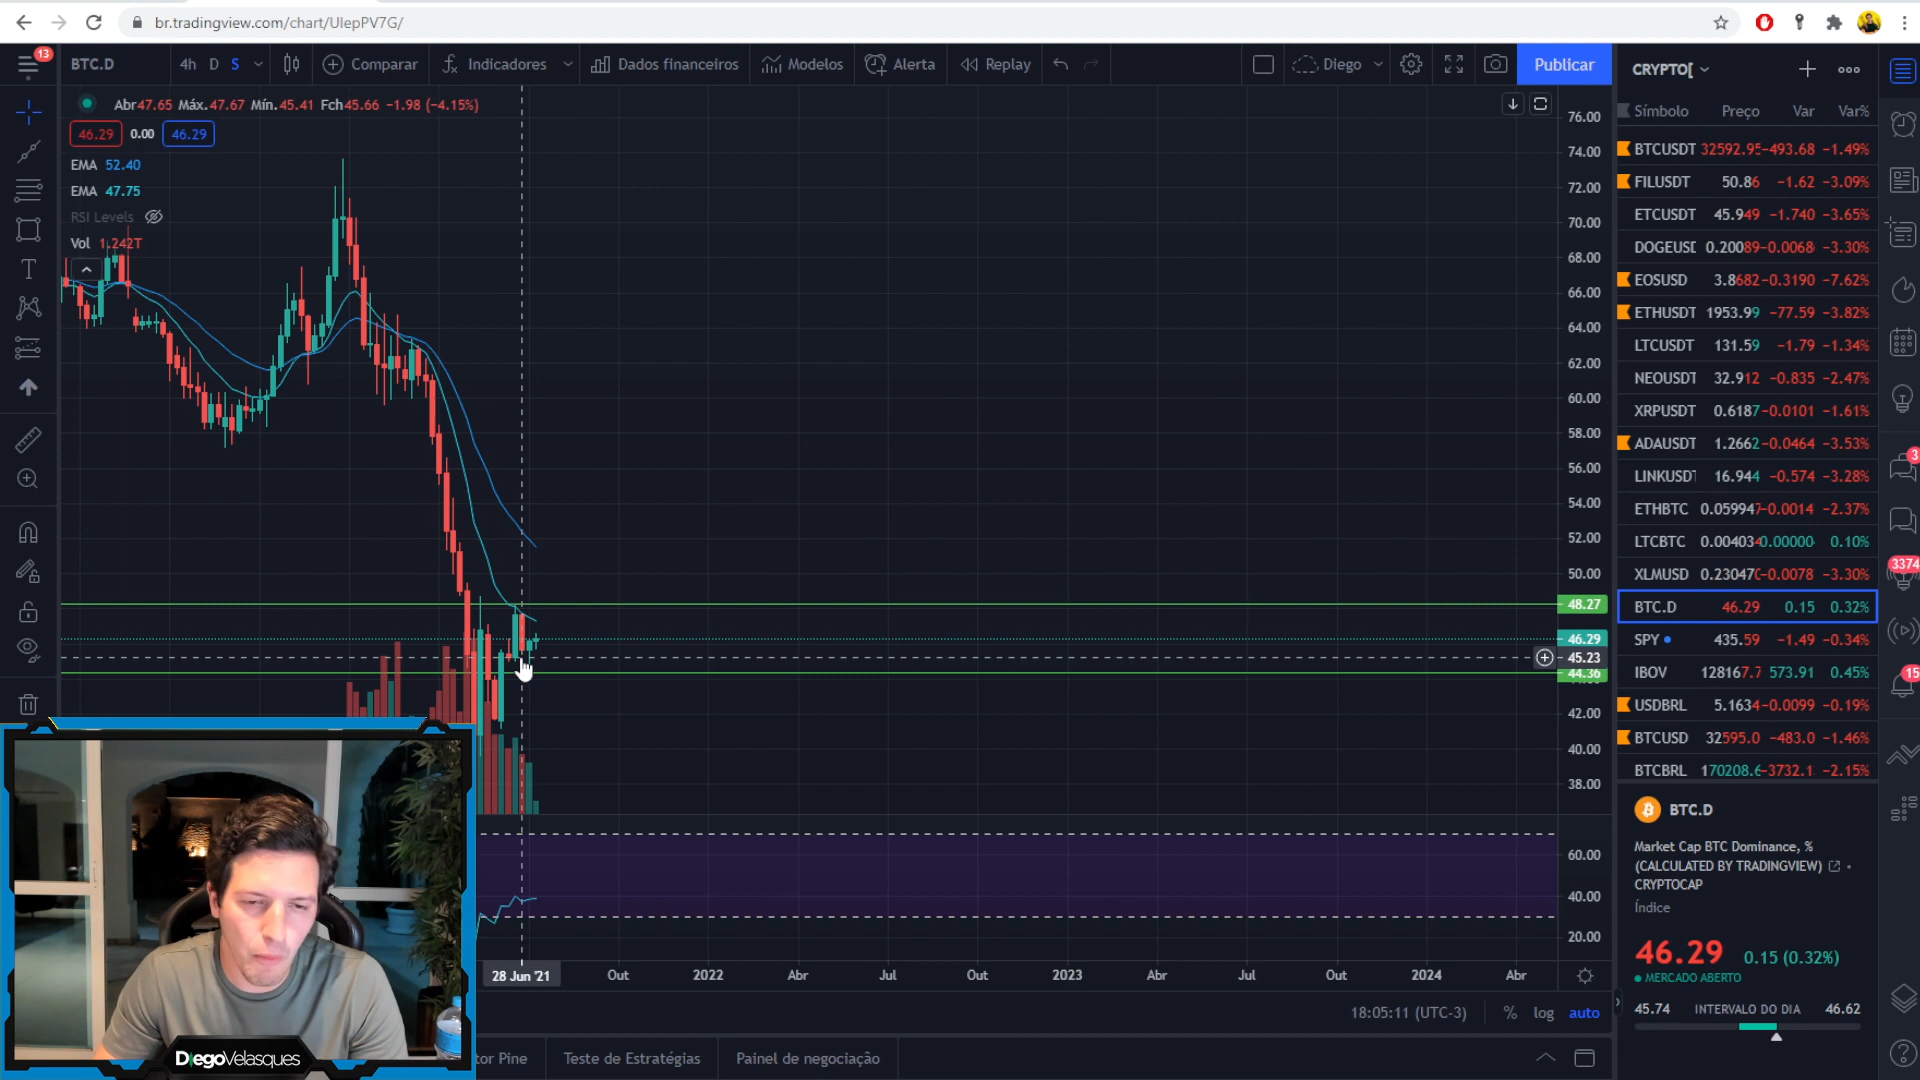 br.tradingview.com/chart/UIepPV7G/
13
BTC.D 4h D S Comparar Indicadores Dados financeiros Modelos Alerta Replay Diego Publicar
Abr47.65 Máx.47.67 Mín.45.41 Fch45.66 −1.98 (−4.15%)
46.29 0.00 46.29
EMA 52.40
EMA 47.75
RSI Levels
Vol 1.242T
76.00
74.00
72.00
70.00
68.00
66.00
64.00
62.00
60.00
58.00
56.00
54.00
52.00
50.00
48.27
46.29
45.23
44.36
42.00
40.00
38.00
60.00
40.00
20.00
28 Jun '21 Out 2022 Abr Jul Out 2023 Abr Jul Out 2024 Abr
18:05:11 (UTC-3) % log auto
tor Pine Teste de Estratégias Painel de negociação
DiegoVelasques
CRYPTO[
Símbolo Preço Var Var%
BTCUSDT 32592.95 −493.68 −1.49%
FILUSDT 50.86 −1.62 −3.09%
ETCUSDT 45.949 −1.740 −3.65%
DOGEUSD 0.20089 −0.0068 −3.30%
EOSUSD 3.8682 −0.3190 −7.62%
ETHUSDT 1953.99 −77.59 −3.82%
LTCUSDT 131.59 −1.79 −1.34%
NEOUSDT 32.912 −0.835 −2.47%
XRPUSDT 0.6187 −0.0101 −1.61%
ADAUSDT 1.2662 −0.0464 −3.53%
LINKUSDT 16.944 −0.574 −3.28%
ETHBTC 0.059947 −0.0014 −2.37%
LTCBTC 0.004034 0.00000 0.10%
XLMUSD 0.23047 −0.0078 −3.30%
BTC.D 46.29 0.15 0.32%
SPY 435.59 −1.49 −0.34%
IBOV 128167.7 573.91 0.45%
USDBRL 5.1634 −0.0099 −0.19%
BTCUSD 32595.0 −483.0 −1.46%
BTCBRL 170208.6 −3732.1 −2.15%
BTC.D
Market Cap BTC Dominance, %
(CALCULATED BY TRADINGVIEW)
CRYPTOCAP
Índice
46.29 0.15 (0.32%)
MERCADO ABERTO
45.74 INTERVALO DO DIA 46.62
3
3374
15